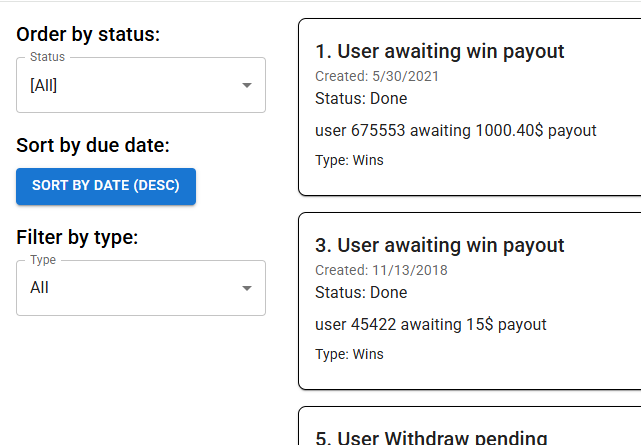 Order by status:
Status
[All]
Sort by due date:
SORT BY DATE (DESC)
Filter by type:
Type
All
1. User awaiting win payout
Created: 5/30/2021
Status: Done
user 675553 awaiting 1000.40$ payout
Type: Wins
3. User awaiting win payout
Created: 11/13/2018
Status: Done
user 45422 awaiting 15$ payout
Type: Wins
5. User Withdraw pending